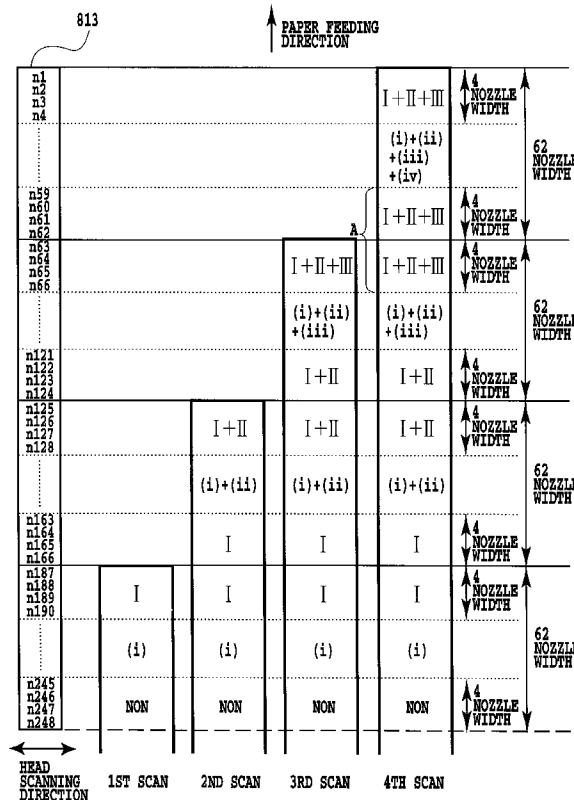 813
PAPER FEEDING
DIRECTION
n1
n2
n3
n4
I+II+III
4
NOZZLE
WIDTH
(i)+(ii)
+(iii)
+(iv)
62
NOZZLE
WIDTH
n59
n60
n61
n62
A
I+II+III
4
NOZZLE
WIDTH
n63
n64
n65
n66
I+II+III
I+II+III
4
NOZZLE
WIDTH
(i)+(ii)
+(iii)
(i)+(ii)
+(iii)
62
NOZZLE
WIDTH
n121
n122
n123
n124
I+II
I+II
4
NOZZLE
WIDTH
n125
n126
n127
n128
I+II
I+II
I+II
4
NOZZLE
WIDTH
(i)+(ii)
(i)+(ii)
(i)+(ii)
62
NOZZLE
WIDTH
n163
n164
n165
n166
I
I
I
4
NOZZLE
WIDTH
n187
n188
n189
n190
I
I
I
I
4
NOZZLE
WIDTH
(i)
(i)
(i)
(i)
62
NOZZLE
WIDTH
n245
n246
n247
n248
NON
NON
NON
NON
4
NOZZLE
WIDTH
HEAD
SCANNING
DIRECTION
1ST SCAN
2ND SCAN
3RD SCAN
4TH SCAN